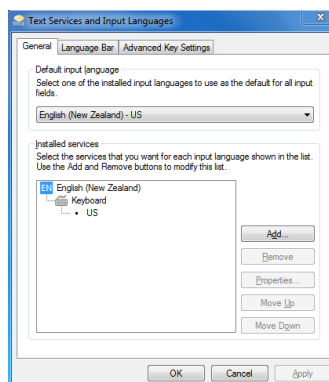 Text Services and Input Languages
X
General Language Bar Advanced Key Settings
Default input language
Select one of the installed input languages to use as the default for all input
fields.
English (New Zealand) - US
Installed services
Select the services that you want for each input language shown in the list.
Use the Add and Remove buttons to modify this list.
EN English (New Zealand)
Keyboard
• US
Add...
Remove
Properties...
Move Up
Move Down
OK Cancel Apply